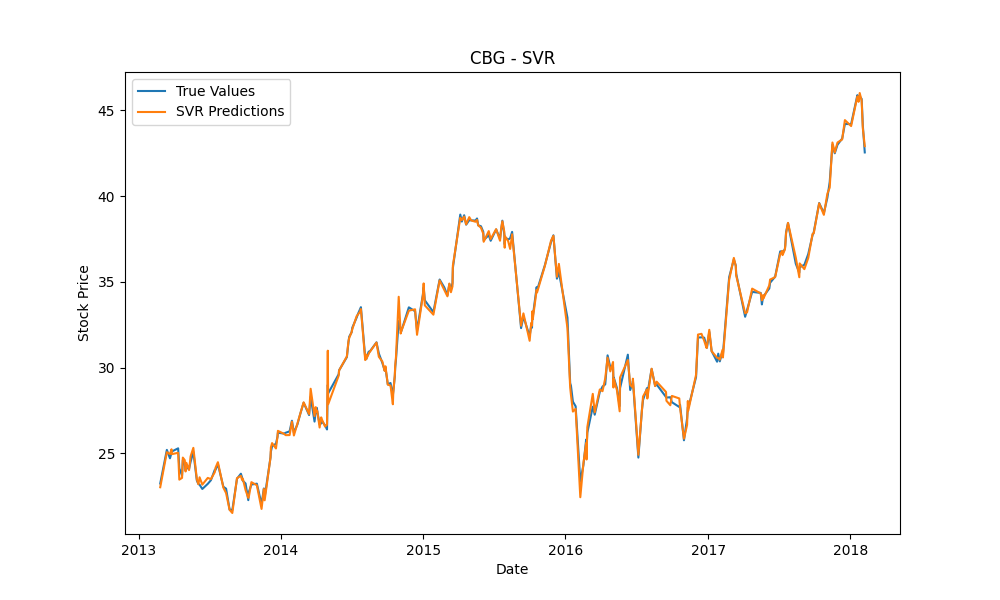 CBG - SVR
True Values
SVR Predictions
45
40
35
30
25
Stock Price
2013 2014 2015 2016 2017 2018
Date